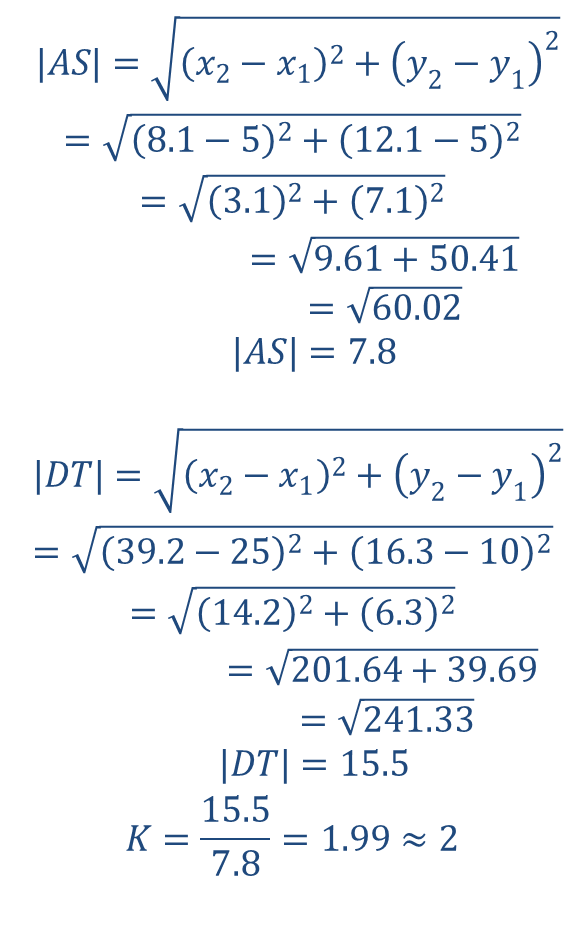 |AS| = √((x₂ − x₁)² + (y₂ − y₁)²)
= √((8.1 − 5)² + (12.1 − 5)²)
= √((3.1)² + (7.1)²)
= √(9.61 + 50.41)
= √60.02
|AS| = 7.8
|DT| = √((x₂ − x₁)² + (y₂ − y₁)²)
= √((39.2 − 25)² + (16.3 − 10)²)
= √((14.2)² + (6.3)²)
= √(201.64 + 39.69)
= √241.33
|DT| = 15.5
K = 15.5/7.8 = 1.99 ≈ 2